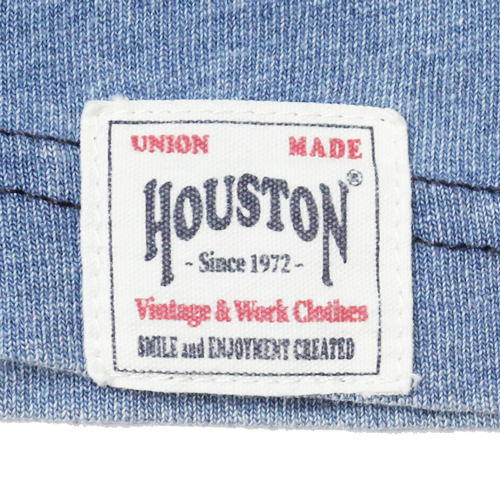 UNION MADE
HOUSTON®
- Since 1972 -
Vintage & Work Clothes
SMILE and ENJOYMENT CREATED